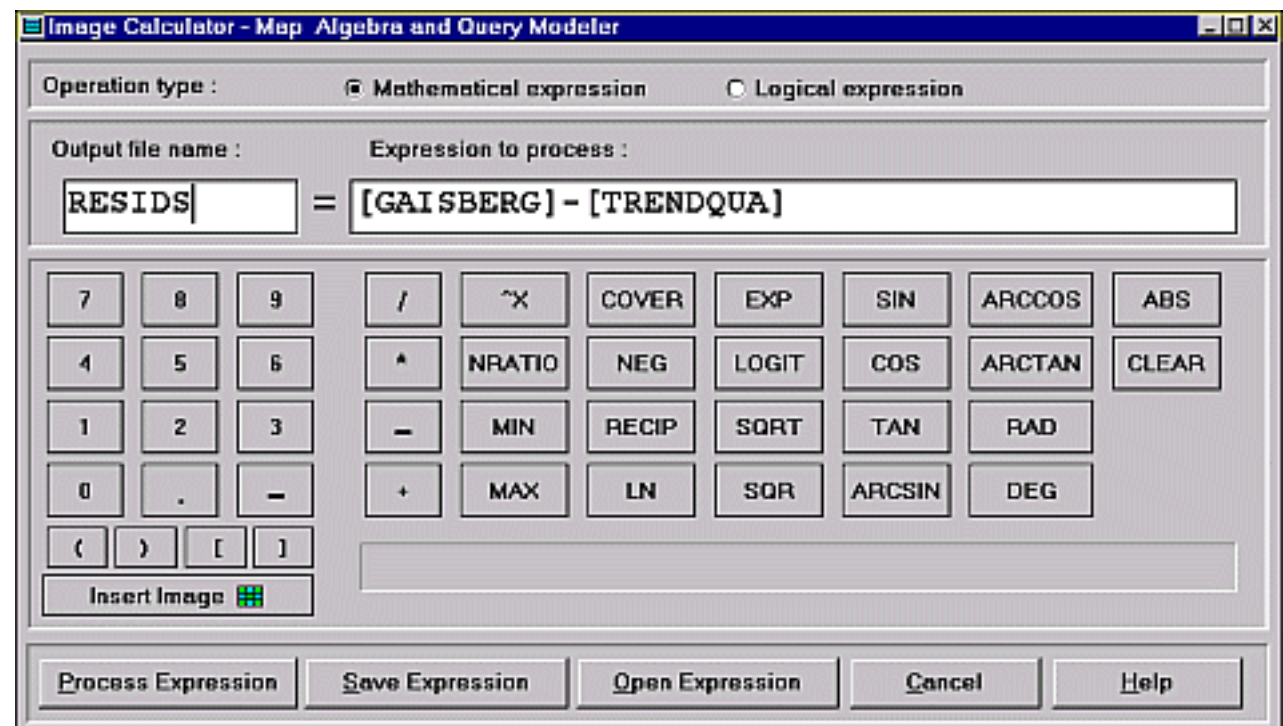 Image Calculator - Map Algebra and Query Modeler
Operation type : Mathematical expression Logical expression
Output file name : Expression to process :
RESIDS = [GAISBERG]-[TRENDQUA]
7 8 9 / ^X COVER EXP SIN ARCCOS ABS
4 5 6 * NRATIO NEG LOGIT COS ARCTAN CLEAR
1 2 3 - MIN RECIP SQRT TAN RAD
0 . - + MAX LN SQR ARCSIN DEG
( ) [ ]
Insert Image
Process Expression Save Expression Open Expression Cancel Help